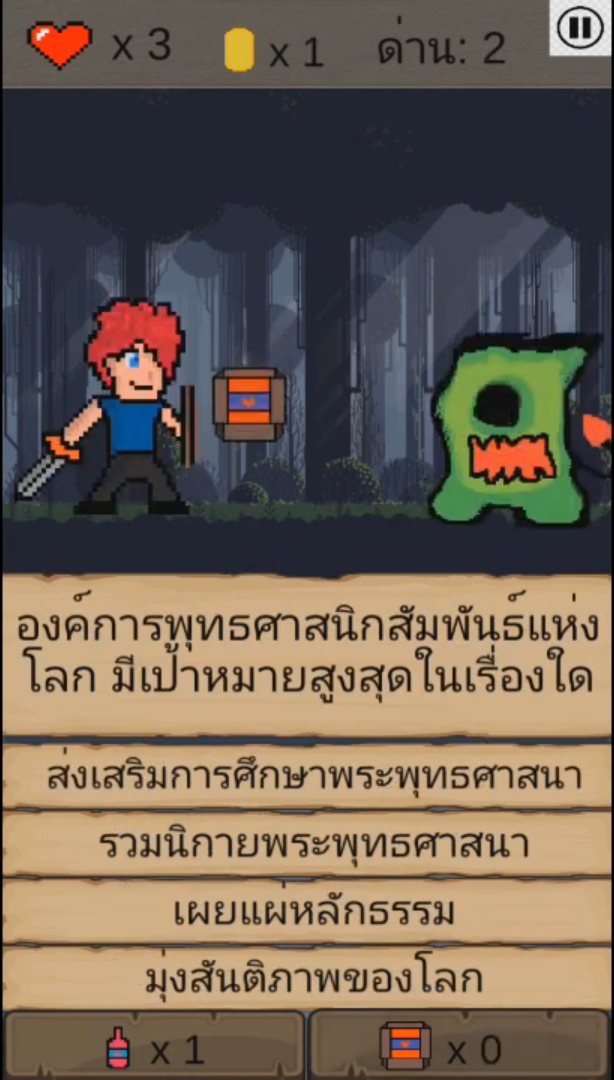 x 3 x 1 ด่าน: 2
องค์การพุทธศาสนิกสัมพันธ์แห่ง
โลก มีเป้าหมายสูงสุดในเรื่องใด
ส่งเสริมการศึกษาพระพุทธศาสนา
รวมนิกายพระพุทธศาสนา
เผยแผ่หลักธรรม
มุ่งสันติภาพของโลก
x 1 x 0